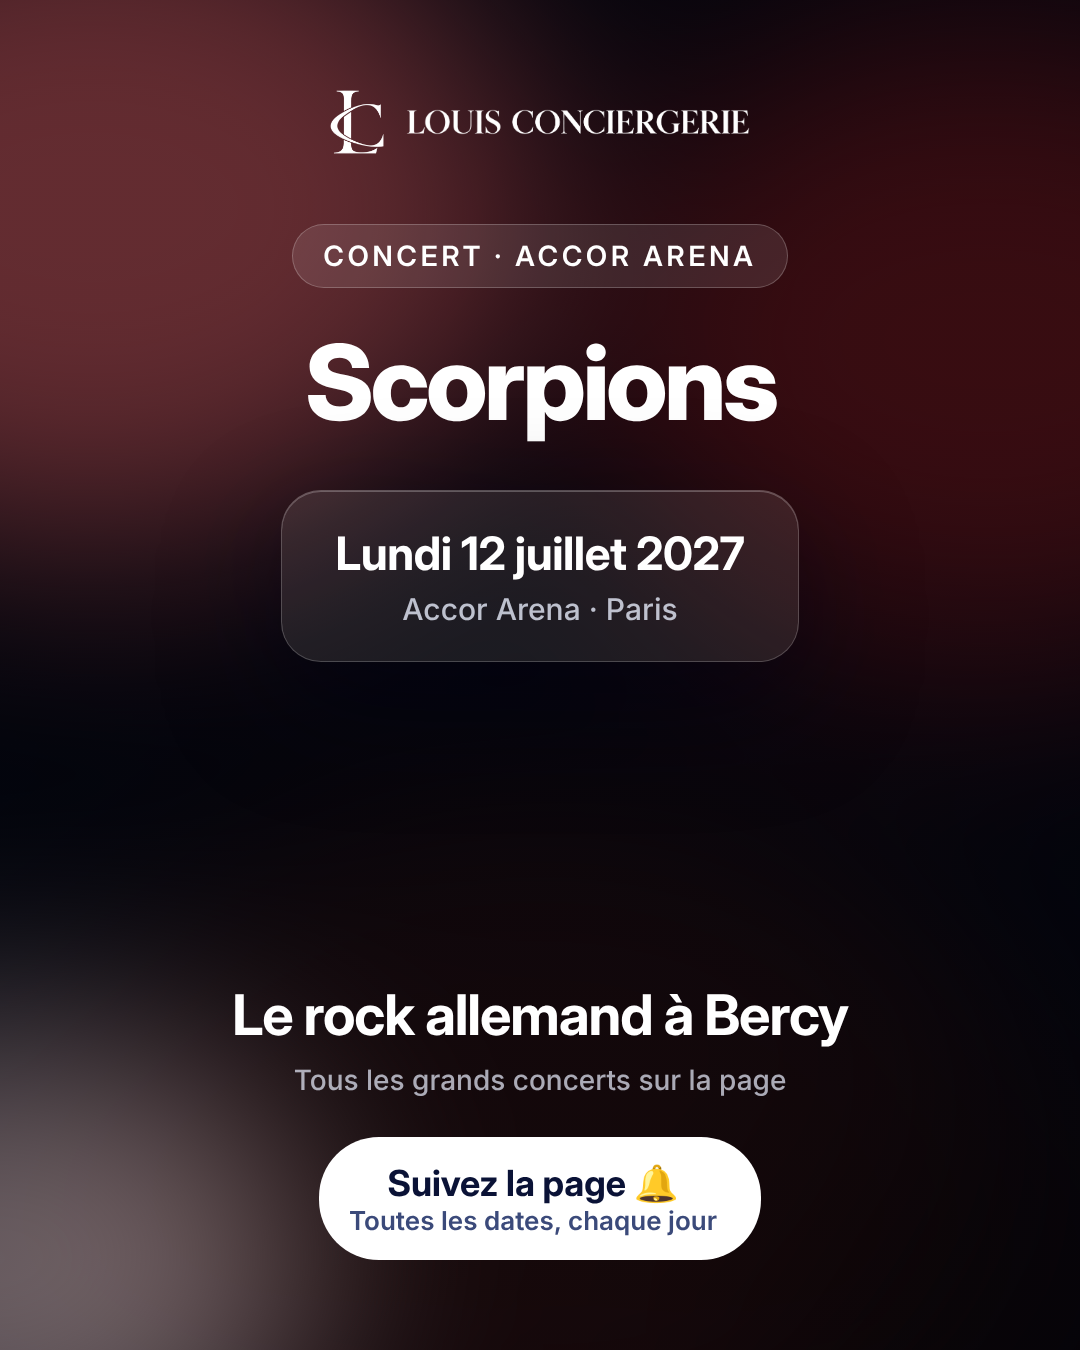 LC LOUIS CONCIERGERIE
CONCERT · ACCOR ARENA
Scorpions
Lundi 12 juillet 2027
Accor Arena · Paris
Le rock allemand à Bercy
Tous les grands concerts sur la page
Suivez la page 🔔
Toutes les dates, chaque jour